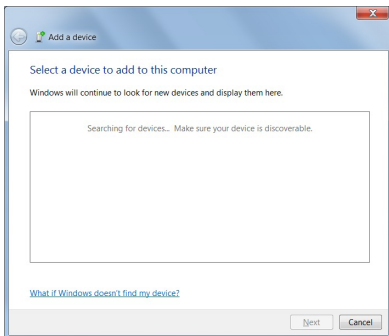 Add a device
Select a device to add to this computer
Windows will continue to look for new devices and display them here.
Searching for devices... Make sure your device is discoverable.
What if Windows doesn't find my device?
Next Cancel